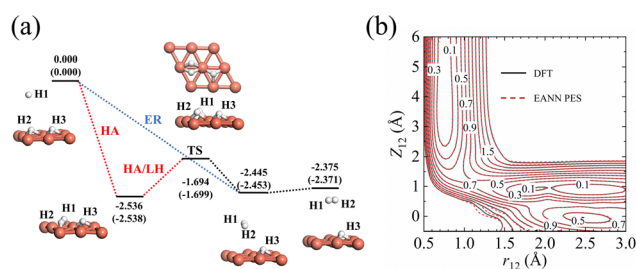 (a)
0.000
(0.000)
H1
H2 H3
HA
H2 H1 H3
ER
HA/LH
TS
-1.694
(-1.699)
-2.536
(-2.538)
H2 H1 H3
-2.445
(-2.453)
H1
H2 H3
-2.375
(-2.371)
H1 H2
H3
(b)
Z12 (Å)
6
5
4
3
2
1
0
0.1
0.3
0.5
0.7
0.9
1.5
DFT
EANN PES
0.7
0.5
0.3
0.1
0.1
0.3
0.5
0.9
0.7
0.5 1.0 1.5 2.0 2.5 3.0
r12 (Å)